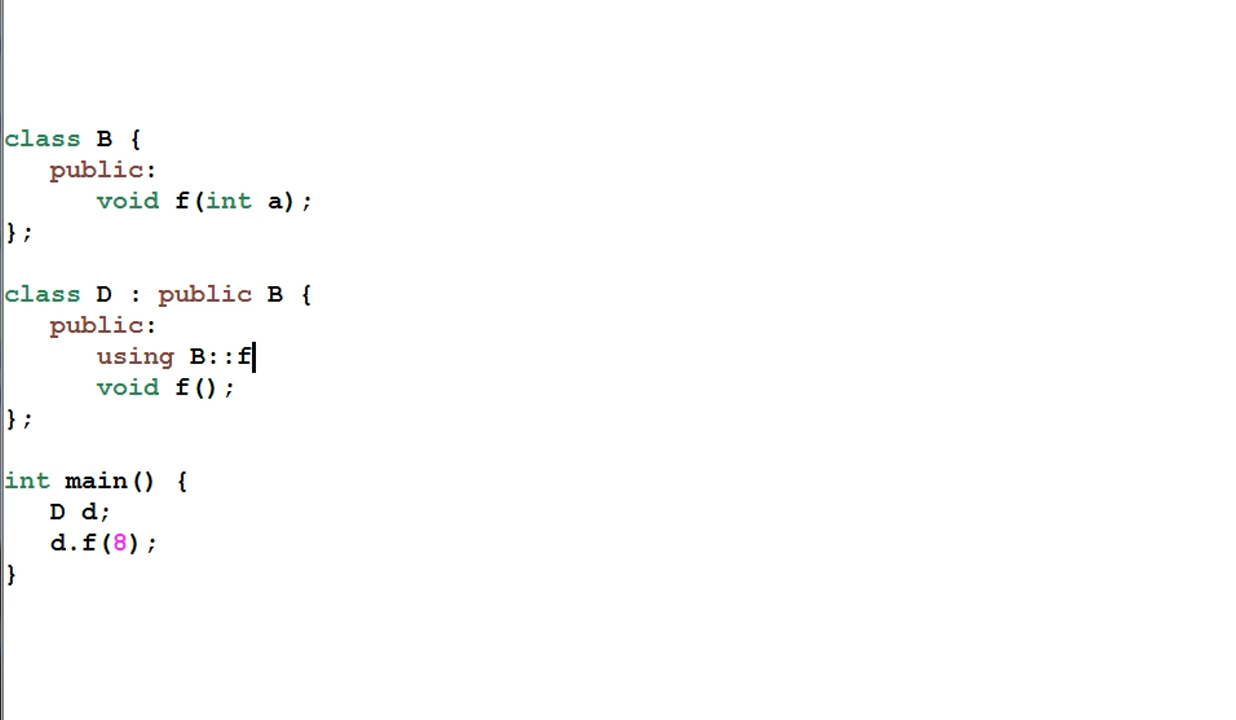 class B {
   public:
      void f(int a);
};

class D : public B {
   public:
      using B::f
      void f();
};

int main() {
   D d;
   d.f(8);
}